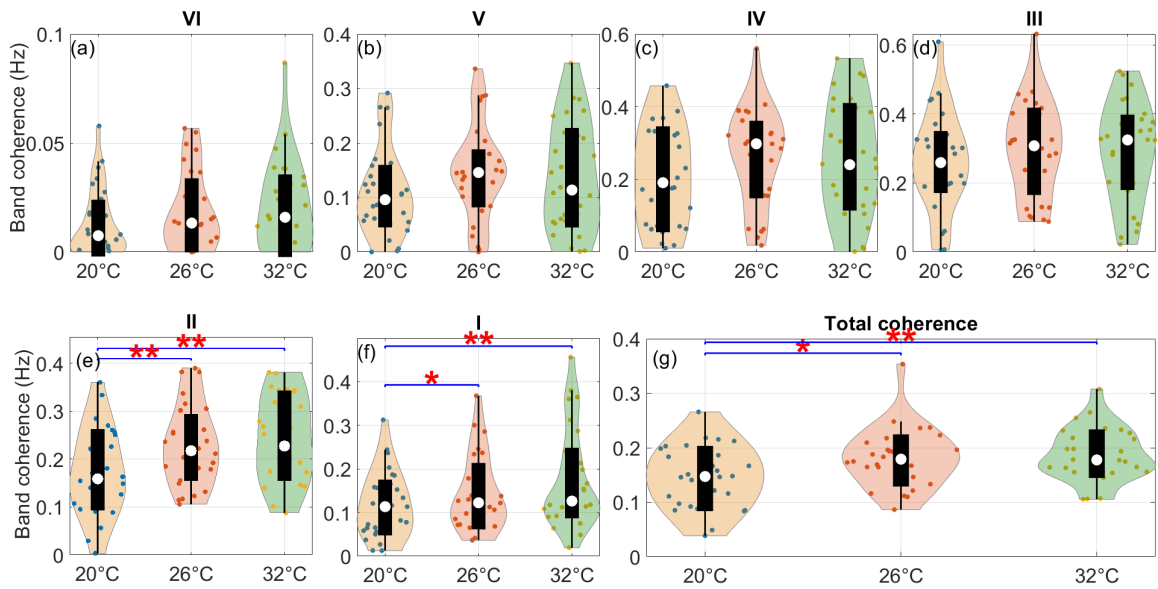 VI V IV III
(a) (b) (c) (d)
Band coherence (Hz)
0.1 0.4 0.6 0.6
0.05 0.3 0.4 0.4
0.2 0.2 0.2
0.1
0 0 0 0
20°C 26°C 32°C 20°C 26°C 32°C 20°C 26°C 32°C 20°C 26°C 32°C
II I Total coherence
** ** ** * ** *
(e) (f) (g)
Band coherence (Hz)
0.4 0.4 0.4
0.3 0.3 0.3
0.2 0.2 0.2
0.1 0.1 0.1
0 0 0
20°C 26°C 32°C 20°C 26°C 32°C 20°C 26°C 32°C